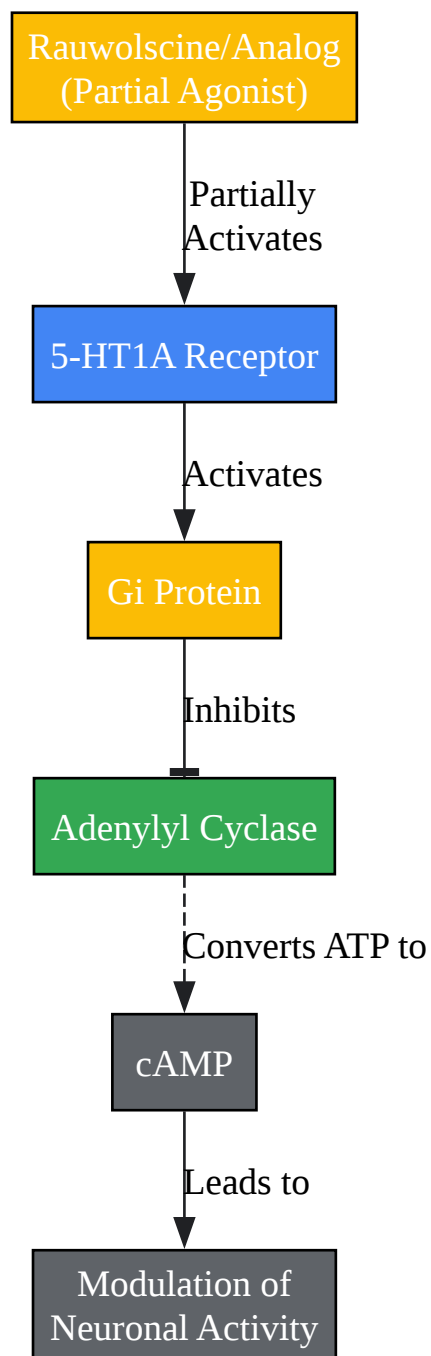 Rauwolscine/Analog
(Partial Agonist)
Partially
Activates
5-HT1A Receptor
Activates
Gi Protein
Inhibits
Adenylyl Cyclase
Converts ATP to
cAMP
Leads to
Modulation of
Neuronal Activity